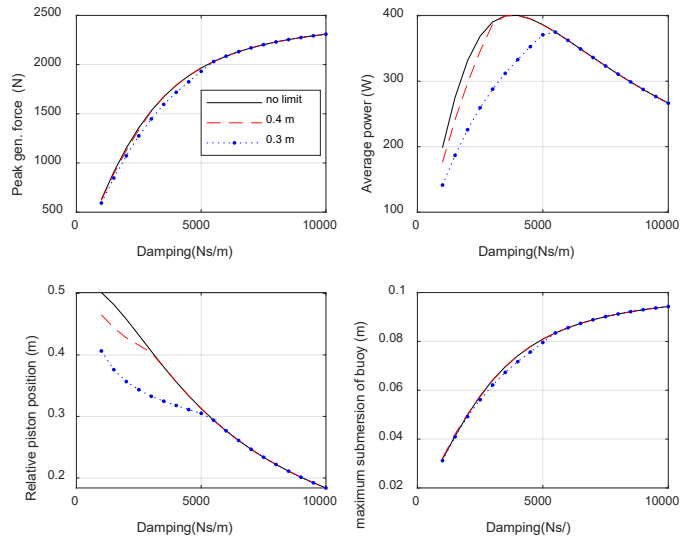 Peak gen. force (N)
2500
2000
1500
1000
500
no limit
0.4 m
0.3 m
0
5000
10000
Damping(Ns/m)
Average power (W)
400
300
200
100
0
5000
10000
Damping(Ns/m)
Relative piston position (m)
0.5
0.4
0.3
0.2
0
5000
10000
Damping(Ns/m)
maximum submersion of buoy (m)
0.1
0.08
0.06
0.04
0.02
0
5000
10000
Damping(Ns/)